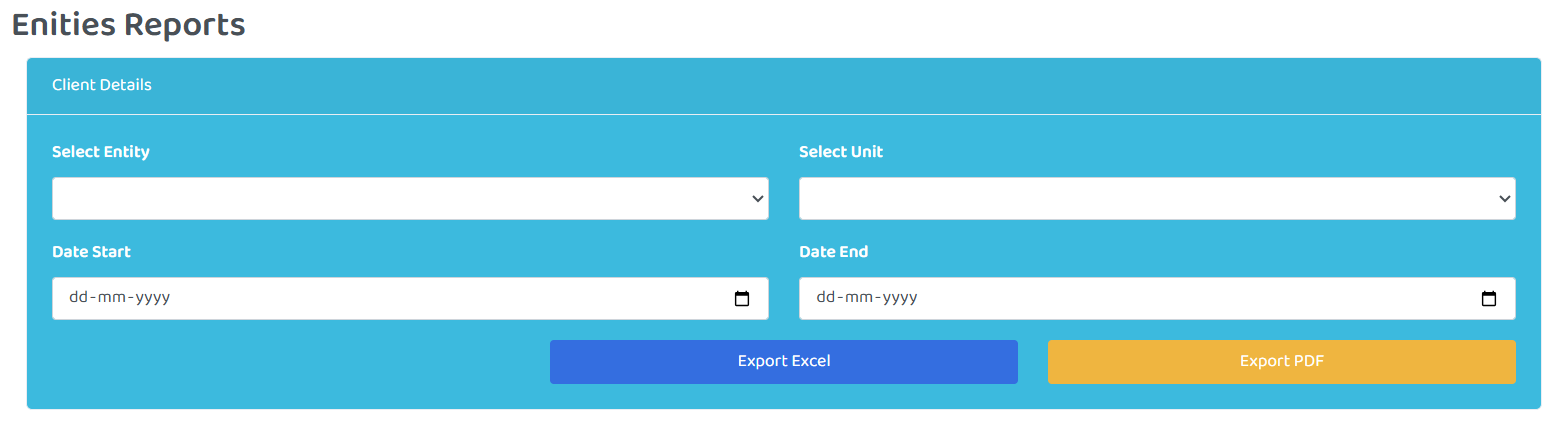 Enities Reports
Client Details
Select Entity
Select Unit
Date Start
Date End
dd-mm-yyyy
dd-mm-yyyy
Export Excel
Export PDF